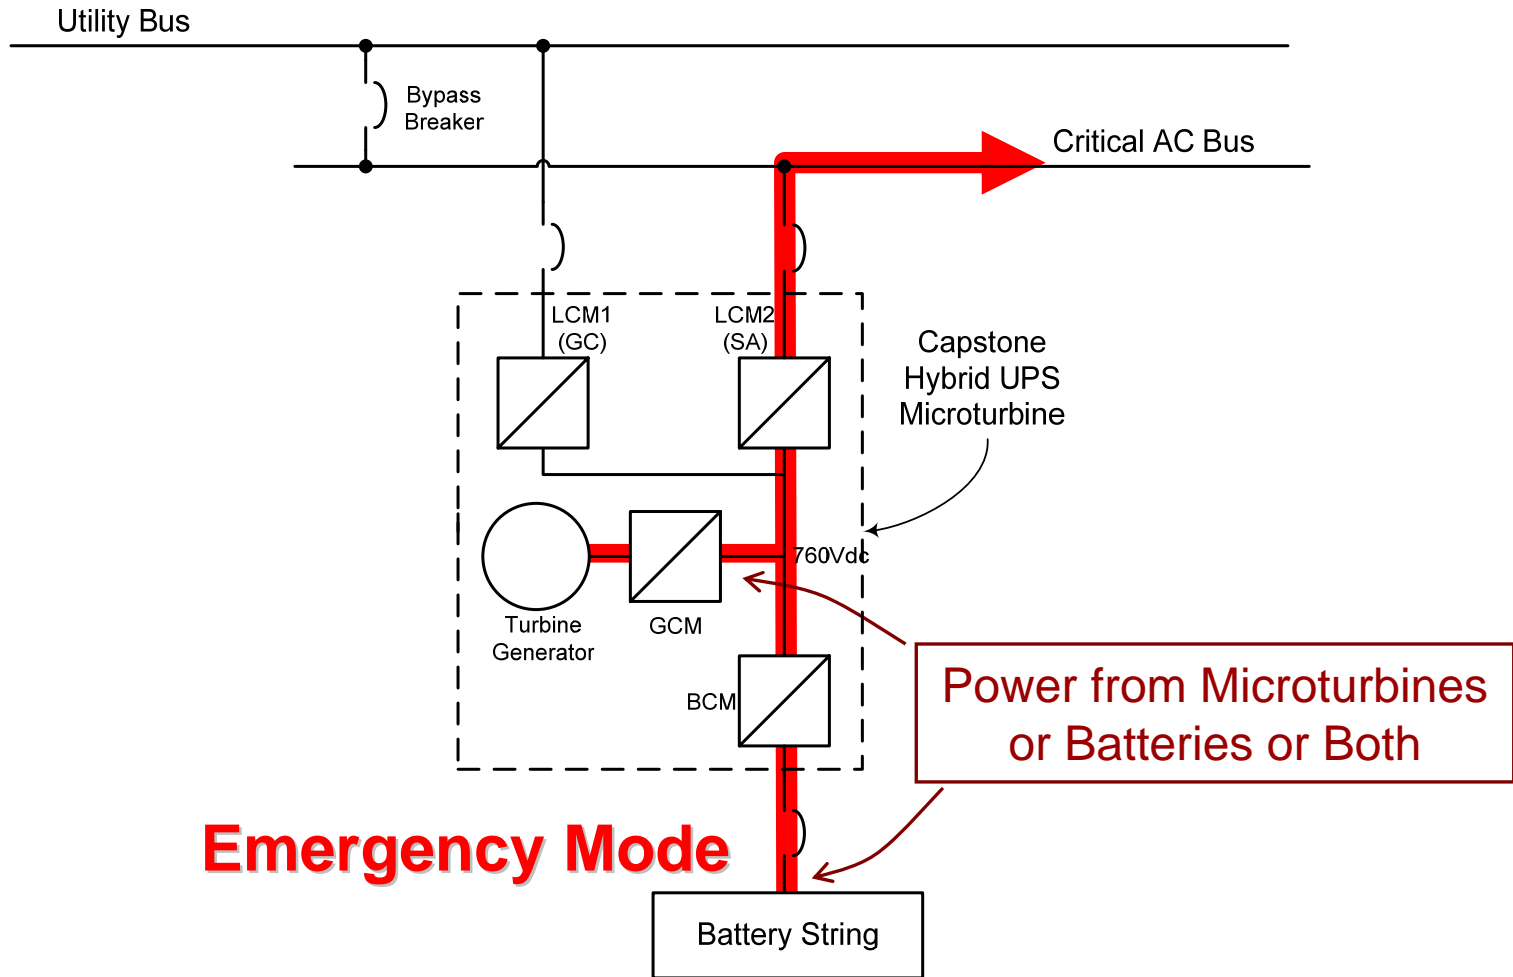 Utility Bus
Bypass
Breaker
Critical AC Bus
LCM1
(GC)
LCM2
(SA)
Capstone
Hybrid UPS
Microturbine
760Vdc
Turbine
Generator
GCM
BCM
Power from Microturbines
or Batteries or Both
Emergency Mode
Battery String